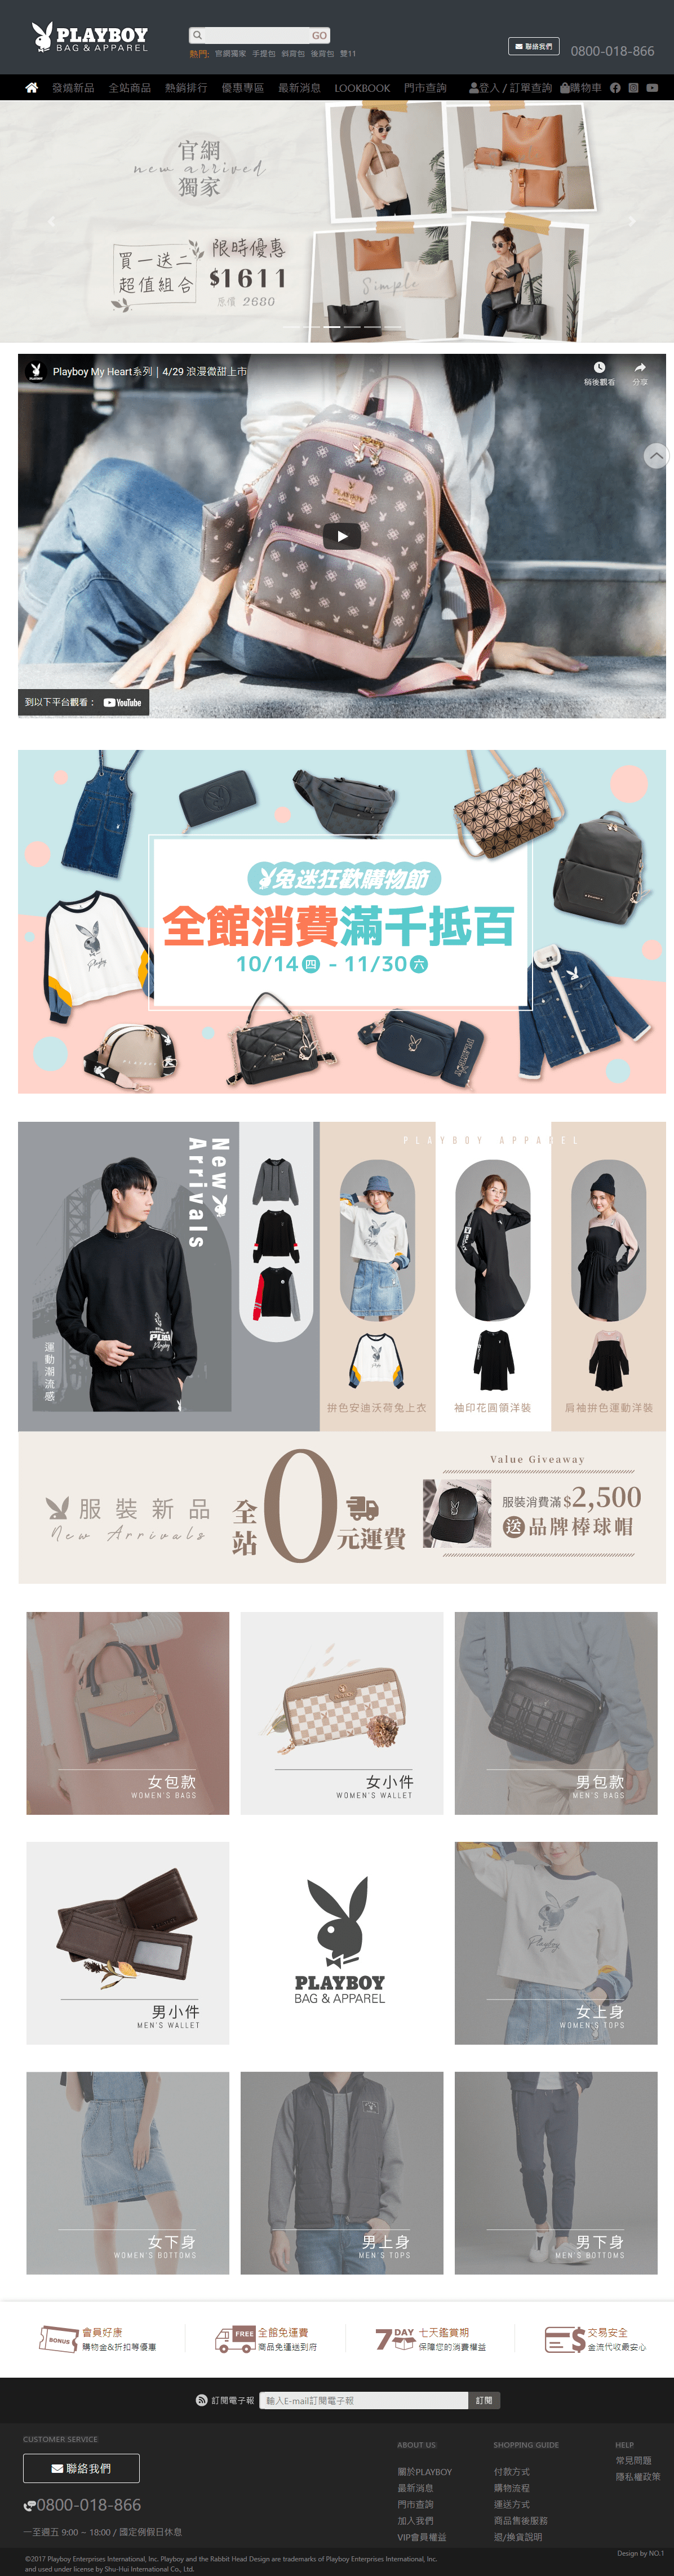 PLAYBOY
BAG & APPAREL
GO
熱門: 官網獨家 手提包 斜背包 後背包 雙11
聯絡我們
0800-018-866
發燒新品 全站商品 熱銷排行 優惠專區 最新消息 LOOKBOOK 門市查詢 登入 / 訂單查詢 購物車
官網
new arrived
獨家
買一送二
超值組合
限時優惠
$1611
原價 2680
Simple
Playboy My Heart系列｜4/29 浪漫微甜上市
稍後觀看 分享
PLAYBOY
到以下平台觀看： YouTube
兔迷狂歡購物節
全館消費滿千抵百
10/14四 - 11/30六
New Arrivals
運動潮流感
PLAYBOY APPAREL
拚色安迪沃荷兔上衣
袖印花圓領洋裝
肩袖拚色運動洋裝
服裝新品
New Arrivals
全站0元運費
Value Giveaway
服裝消費滿$2,500
送品牌棒球帽
女包款
WOMEN'S BAGS
女小件
WOMEN'S WALLET
男包款
MEN'S BAGS
男小件
MEN'S WALLET
PLAYBOY
BAG & APPAREL
女上身
WOMEN'S TOPS
女下身
WOMEN'S BOTTOMS
男上身
MEN'S TOPS
男下身
MEN'S BOTTOMS
BONUS
會員好康
購物金&折扣等優惠
FREE
全館免運費
商品免運送到府
7 DAY
七天鑑賞期
保障您的消費權益
交易安全
金流代收最安心
訂閱電子報 輸入E-mail訂閱電子報 訂閱
CUSTOMER SERVICE
聯絡我們
0800-018-866
一至週五 9:00 ~ 18:00 / 國定例假日休息
ABOUT US
關於PLAYBOY
最新消息
門市查詢
加入我們
VIP會員權益
SHOPPING GUIDE
付款方式
購物流程
運送方式
商品售後服務
退/換貨說明
HELP
常見問題
隱私權政策
©2017 Playboy Enterprises International, Inc. Playboy and the Rabbit Head Design are trademarks of Playboy Enterprises International, Inc.
and used under license by Shu-Hui International Co., Ltd.
Design by NO.1